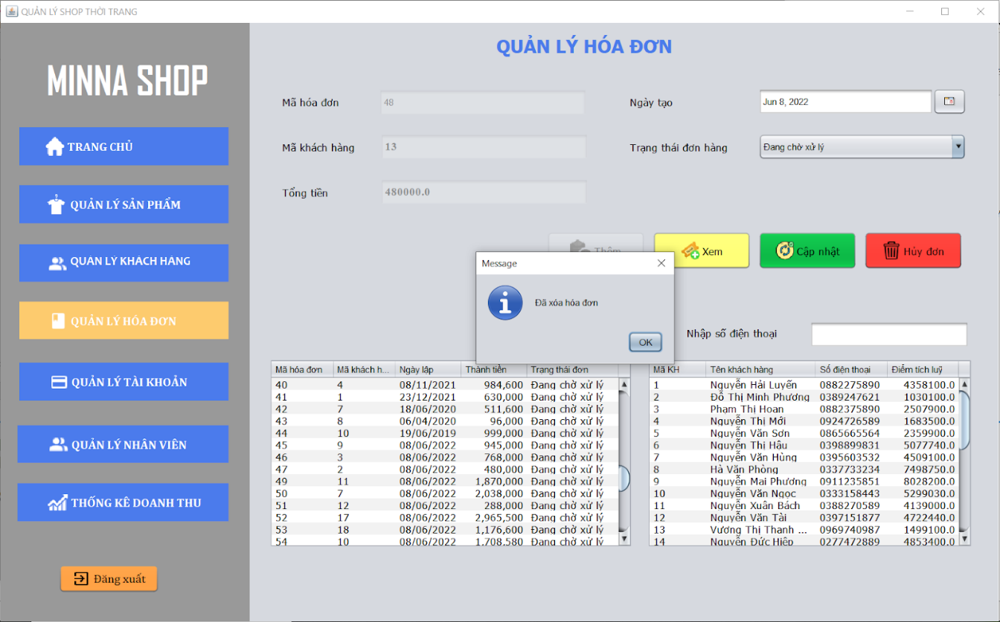 QUẢN LÝ SHOP THỜI TRANG
MINNA SHOP
TRANG CHỦ
QUẢN LÝ SẢN PHẨM
QUẢN LÝ KHÁCH HÀNG
QUẢN LÝ HÓA ĐƠN
QUẢN LÝ TÀI KHOẢN
QUẢN LÝ NHÂN VIÊN
THỐNG KÊ DOANH THU
Đăng xuất
QUẢN LÝ HÓA ĐƠN
Mã hóa đơn 48
Ngày tạo Jun 8, 2022
Mã khách hàng 13
Trạng thái đơn hàng Đang chờ xử lý
Tổng tiền 480000.0
Thêm Xem Cập nhật Hủy đơn
Message
Đã xóa hóa đơn
OK
Nhập số điện thoại
Mã hóa đơn Mã khách h... Ngày lập Thành tiền Trạng thái đơn
40 4 08/11/2021 984,600 Đang chờ xử lý
41 1 23/12/2021 630,000 Đang chờ xử lý
42 7 18/06/2020 511,600 Đang chờ xử lý
43 8 06/04/2020 96,000 Đang chờ xử lý
44 10 19/06/2019 999,000 Đang chờ xử lý
45 9 08/06/2022 945,000 Đang chờ xử lý
46 3 08/06/2022 768,000 Đang chờ xử lý
47 2 08/06/2022 480,000 Đang chờ xử lý
49 11 08/06/2022 1,870,000 Đang chờ xử lý
50 7 08/06/2022 2,038,000 Đang chờ xử lý
51 12 08/06/2022 288,000 Đang chờ xử lý
52 17 08/06/2022 2,965,500 Đang chờ xử lý
53 18 08/06/2022 1,176,600 Đang chờ xử lý
54 10 08/06/2022 1,708,580 Đang chờ xử lý
Mã KH Tên khách hàng Số điện thoại Điểm tích luỹ
1 Nguyễn Hải Luyến 0882275890 4358100.0
2 Đỗ Thị Minh Phương 0389247621 1030100.0
3 Phạm Thị Hoan 0882375890 2507900.0
4 Nguyễn Thị Mới 0924726589 1683500.0
5 Nguyễn Văn Sơn 0865665564 2359900.0
6 Nguyễn Thị Hậu 0398899831 5077740.0
7 Nguyễn Văn Hùng 0395603532 4509100.0
8 Hà Văn Phòng 0337733234 7498750.0
9 Nguyễn Mai Phương 0911235851 8028200.0
10 Nguyễn Văn Ngọc 0333158443 5299030.0
11 Nguyễn Xuân Bách 0388270589 4139000.0
12 Nguyễn Văn Tài 0397151877 4722440.0
13 Vương Thị Thanh ... 0969740987 1499100.0
14 Nguyễn Đức Hiệp 0277472889 4853400.0